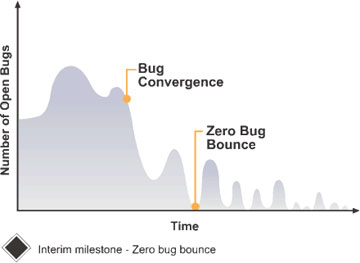 Number of Open Bugs
Bug
Convergence
Zero Bug
Bounce
Time
Interim milestone - Zero bug bounce